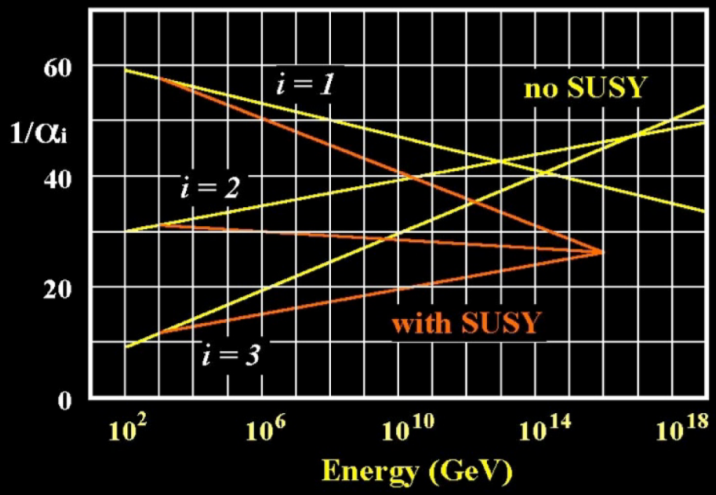 60
i = 1
no SUSY
1/αi
40
i = 2
20
with SUSY
i = 3
0
10²
10⁶
10¹⁰
10¹⁴
10¹⁸
Energy (GeV)